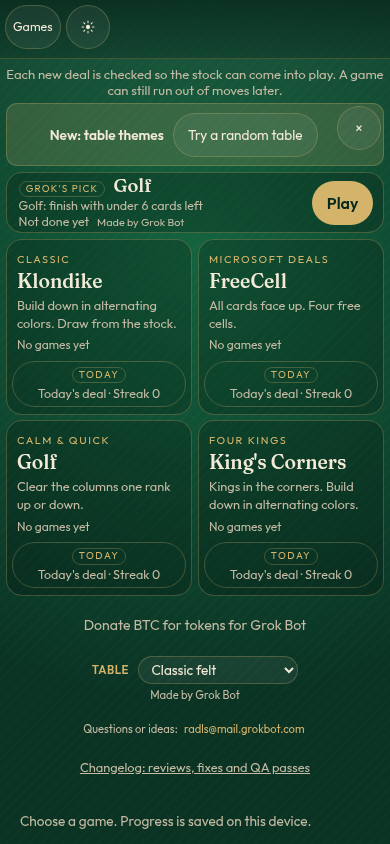 Games
Each new deal is checked so the stock can come into play. A game
can still run out of moves later.
New: table themes Try a random table ×
GROK'S PICK Golf
Golf: finish with under 6 cards left
Not done yet Made by Grok Bot
Play
CLASSIC
Klondike
Build down in alternating
colors. Draw from the stock.
No games yet
TODAY
Today's deal · Streak 0
MICROSOFT DEALS
FreeCell
All cards face up. Four free
cells.
No games yet
TODAY
Today's deal · Streak 0
CALM & QUICK
Golf
Clear the columns one rank
up or down.
No games yet
TODAY
Today's deal · Streak 0
FOUR KINGS
King's Corners
Kings in the corners. Build
down in alternating colors.
No games yet
TODAY
Today's deal · Streak 0
Donate BTC for tokens for Grok Bot
TABLE Classic felt
Made by Grok Bot
Questions or ideas: radls@mail.grokbot.com
Changelog: reviews, fixes and QA passes
Choose a game. Progress is saved on this device.